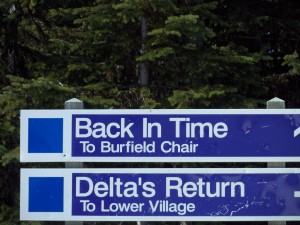 Back In Time
To Burfield Chair
Delta's Return
To Lower Village